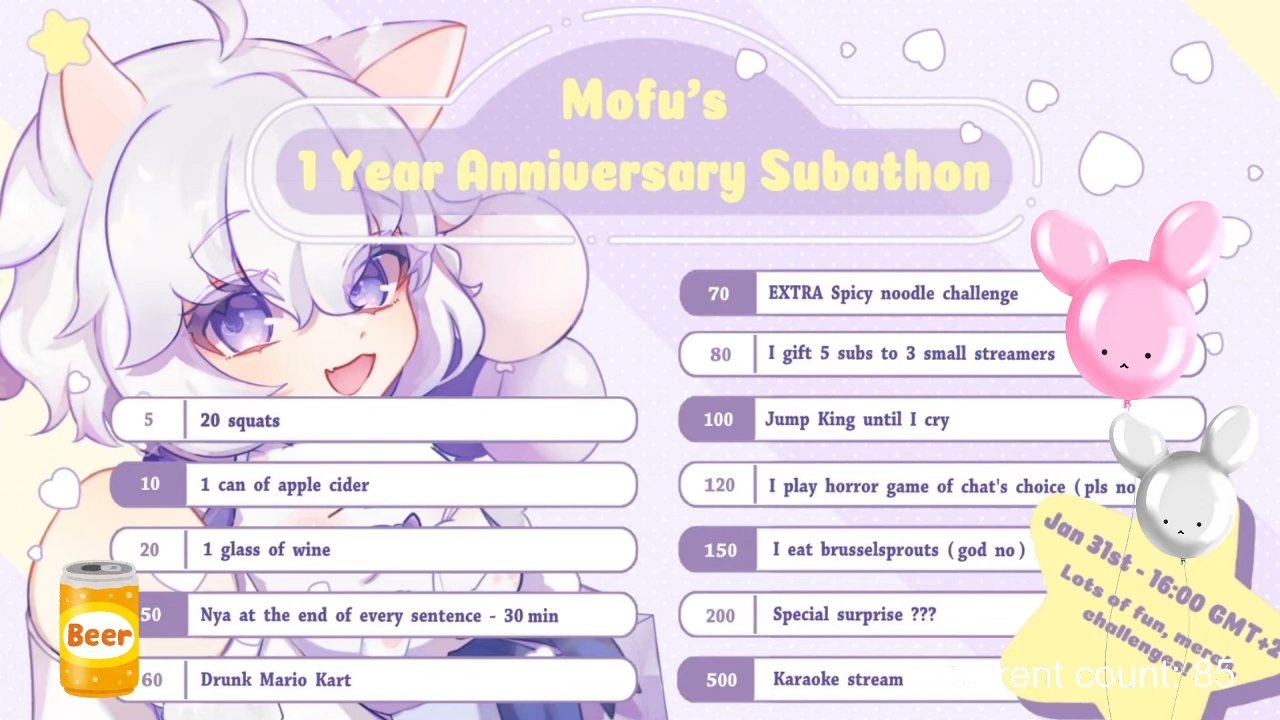 Mofu's
1 Year Anniversary Subathon
5 20 squats
10 1 can of apple cider
20 1 glass of wine
50 Nya at the end of every sentence - 30 min
60 Drunk Mario Kart
70 EXTRA Spicy noodle challenge
80 I gift 5 subs to 3 small streamers
100 Jump King until I cry
120 I play horror game of chat's choice (pls no
150 I eat brusselsprouts (god no)
200 Special surprise ???
500 Karaoke stream
Beer
Jan 31st - 16:00 GMT+2
Lots of fun, merch,
challenges
count: 85